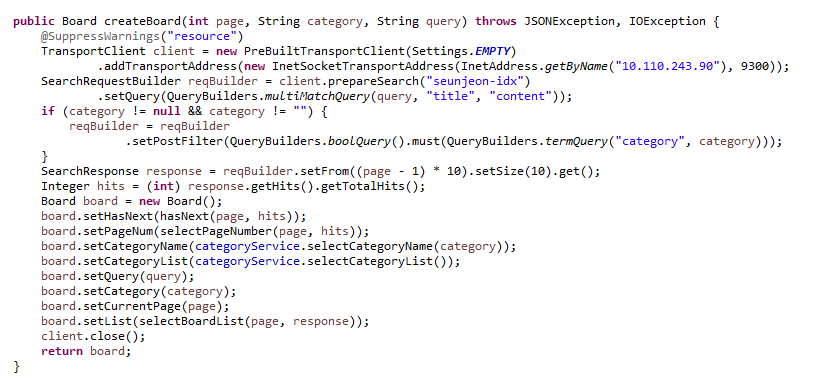 public Board createBoard(int page, String category, String query) throws JSONException, IOException {
    @SuppressWarnings("resource")
    TransportClient client = new PreBuiltTransportClient(Settings.EMPTY)
            .addTransportAddress(new InetSocketTransportAddress(InetAddress.getByName("10.110.243.90"), 9300));
    SearchRequestBuilder reqBuilder = client.prepareSearch("seunjeon-idx")
            .setQuery(QueryBuilders.multiMatchQuery(query, "title", "content"));
    if (category != null && category != "") {
        reqBuilder = reqBuilder
                .setPostFilter(QueryBuilders.boolQuery().must(QueryBuilders.termQuery("category", category)));
    }
    SearchResponse response = reqBuilder.setFrom((page - 1) * 10).setSize(10).get();
    Integer hits = (int) response.getHits().getTotalHits();
    Board board = new Board();
    board.setHasNext(hasNext(page, hits));
    board.setPageNum(selectPageNumber(page, hits));
    board.setCategoryName(categoryService.selectCategoryName(category));
    board.setCategoryList(categoryService.selectCategoryList());
    board.setQuery(query);
    board.setCategory(category);
    board.setCurrentPage(page);
    board.setList(selectBoardList(page, response));
    client.close();
    return board;
}